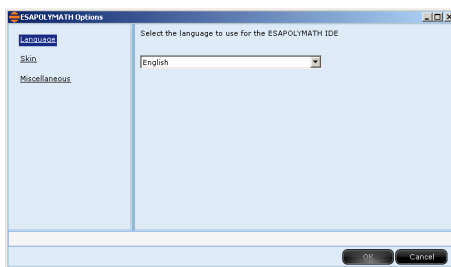 ESAPOLYMATH Options
Language
Skin
Miscellaneous
Select the language to use for the ESAPOLYMATH IDE
English
OK
Cancel